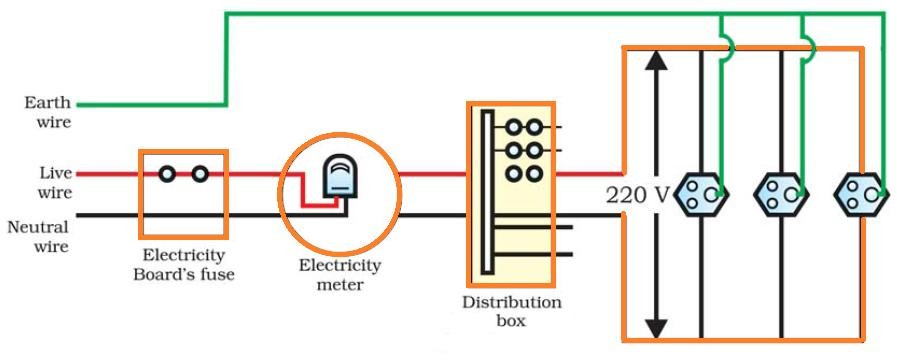 Earth
wire
Live
wire
Neutral
wire
Electricity
Board's fuse
Electricity
meter
Distribution
box
220 V